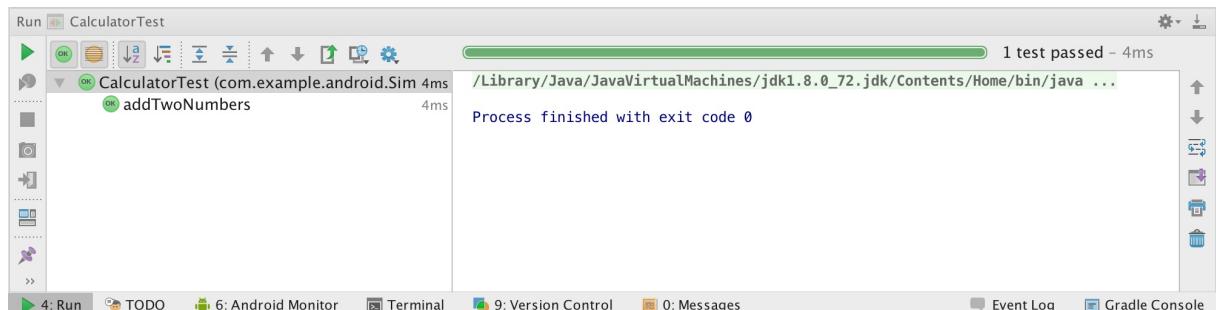 Run CalculatorTest
1 test passed – 4ms
CalculatorTest (com.example.android.Sim 4ms
OK addTwoNumbers 4ms
/Library/Java/JavaVirtualMachines/jdk1.8.0_72.jdk/Contents/Home/bin/java ...
Process finished with exit code 0
4: Run TODO 6: Android Monitor Terminal 9: Version Control 0: Messages Event Log Gradle Console